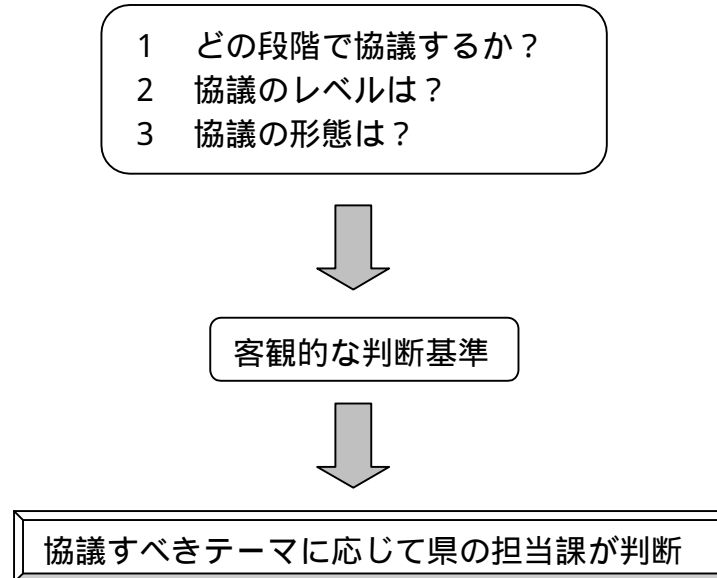 1 どの段階で協議するか？
2 協議のレベルは？
3 協議の形態は？
客観的な判断基準
協議すべきテーマに応じて県の担当課が判断